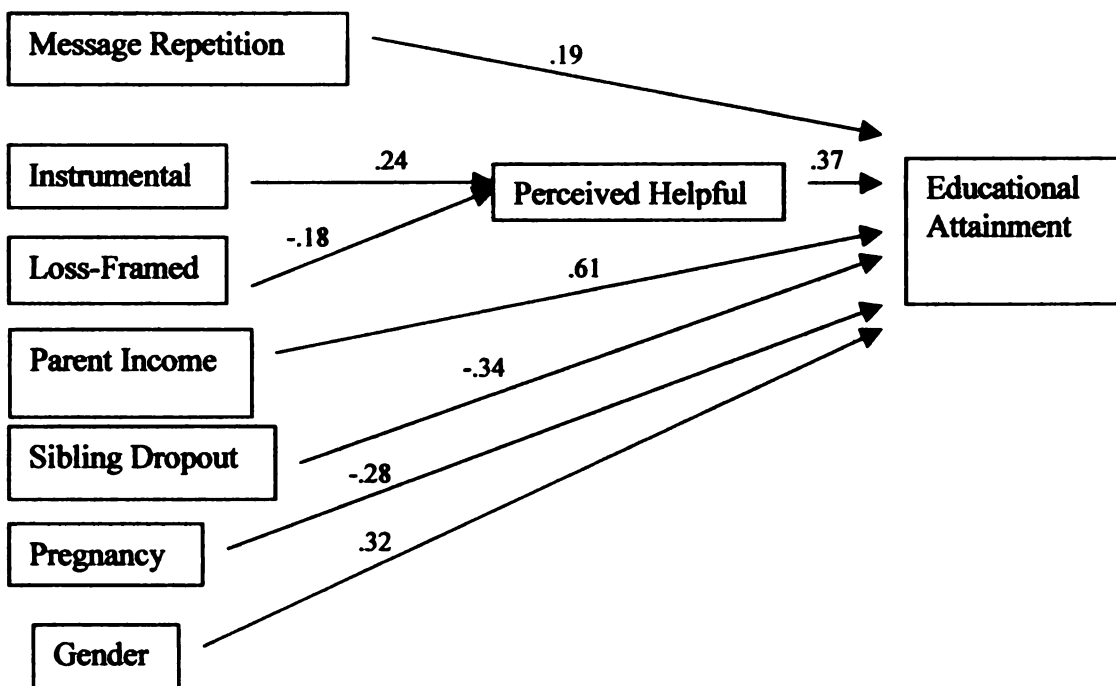 Message Repetition
.19
Instrumental
.24
Perceived Helpful
.37
Educational
Attainment
-.18
Loss-Framed
.61
Parent Income
-.34
Sibling Dropout
-.28
Pregnancy
.32
Gender